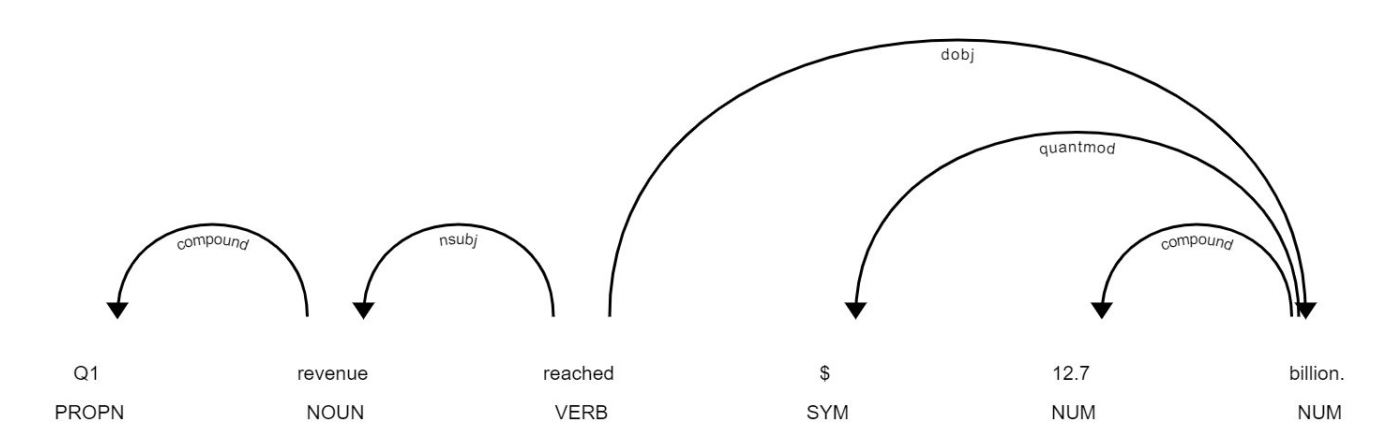 dobj
quantmod
compound nsubj compound
Q1 revenue reached $ 12.7 billion.
PROPN NOUN VERB SYM NUM NUM